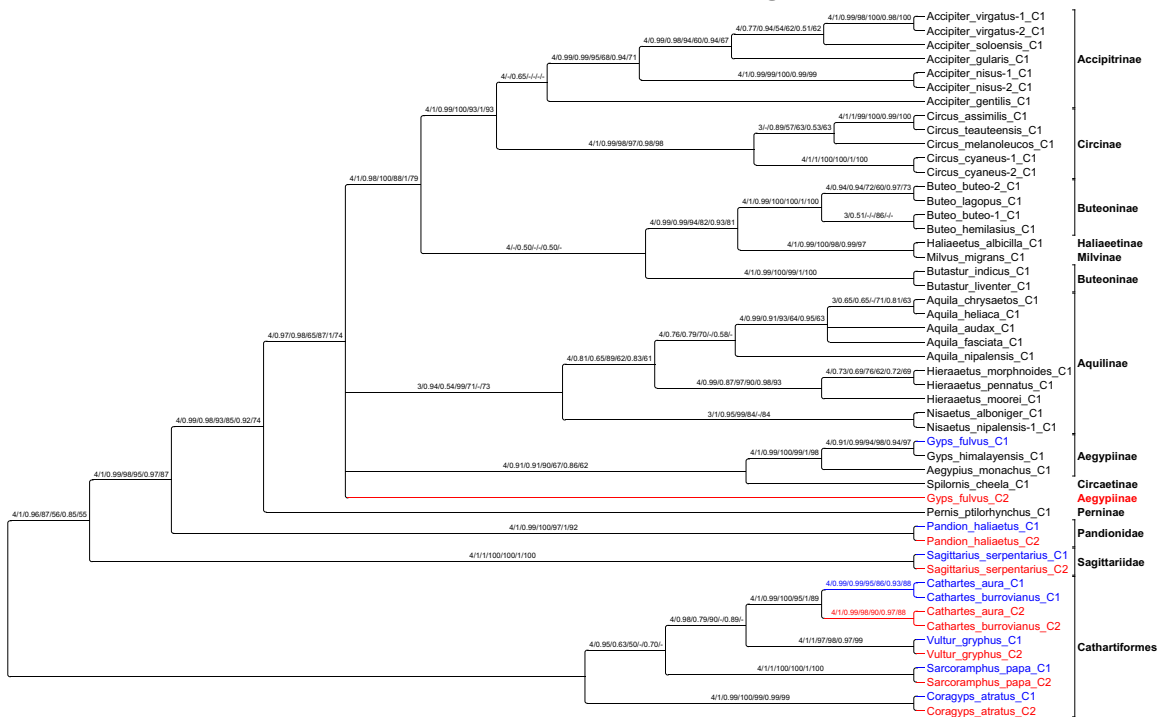 4/1/0.99/98/100/0.98/100
Accipiter_virgatus-1_C1
Accipiter_virgatus-2_C1
4/0.77/0.94/54/62/0.51/62
Accipiter_soloensis_C1
4/0.99/0.98/94/60/0.94/67
Accipiter_gularis_C1
Accipitrinae
4/0.99/0.99/95/68/0.94/71
4/1/0.99/99/100/0.99/99
Accipiter_nisus-1_C1
Accipiter_nisus-2_C1
4/-/0.65/-/-/-/-
Accipiter_gentilis_C1
4/1/0.99/100/93/1/93
4/1/1/99/100/0.99/100
Circus_assimilis_C1
Circus_teauteensis_C1
3/-/0.89/57/63/0.53/63
Circus_melanoleucos_C1
Circinae
4/1/0.99/98/97/0.98/98
4/1/1/100/100/1/100
Circus_cyaneus-1_C1
Circus_cyaneus-2_C1
4/1/0.98/100/88/1/79
4/0.94/0.94/72/60/0.97/73
Buteo_buteo-2_C1
Buteo_lagopus_C1
4/1/0.99/100/100/1/100
Buteoninae
3/0.51/-/-/86/-/-
Buteo_buteo-1_C1
Buteo_hemilasius_C1
4/0.99/0.99/94/82/0.93/81
4/-/0.50/-/-/0.50/-
4/1/0.99/100/98/0.99/97
Haliaeetus_albicilla_C1
Haliaeetinae
Milvus_migrans_C1
Milvinae
4/1/0.99/100/99/1/100
Butastur_indicus_C1
Buteoninae
Butastur_liventer_C1
3/0.65/0.65/-/71/0.81/63
Aquila_chrysaetos_C1
Aquila_heliaca_C1
4/0.99/0.91/93/64/0.95/63
Aquila_audax_C1
4/0.97/0.98/65/87/1/74
4/0.76/0.79/70/-/0.58/-
Aquila_fasciata_C1
Aquila_nipalensis_C1
4/0.81/0.65/89/62/0.83/61
Aquilinae
4/0.73/0.69/76/62/0.72/69
Hieraaetus_morphnoides_C1
Hieraaetus_pennatus_C1
4/0.99/0.87/97/90/0.98/93
3/0.94/0.54/99/71/-/73
Hieraaetus_moorei_C1
3/1/0.95/99/84/-/84
Nisaetus_alboniger_C1
4/0.99/0.98/93/85/0.92/74
Nisaetus_nipalensis-1_C1
4/0.91/0.99/94/98/0.94/97
Gyps_fulvus_C1
4/1/0.99/100/99/1/98
Gyps_himalayensis_C1
Aegypiinae
4/0.91/0.91/90/67/0.86/62
Aegypius_monachus_C1
4/1/0.99/98/95/0.97/87
Spilornis_cheela_C1
Circaetinae
Gyps_fulvus_C2
Aegypiinae
4/1/0.96/87/56/0.85/55
Pernis_ptilorhynchus_C1
Perninae
4/1/0.99/100/97/1/92
Pandion_haliaetus_C1
Pandionidae
Pandion_haliaetus_C2
4/1/1/100/100/1/100
Sagittarius_serpentarius_C1
Sagittariidae
Sagittarius_serpentarius_C2
4/0.99/0.99/95/86/0.93/88
Cathartes_aura_C1
Cathartes_burrovianus_C1
4/1/0.99/100/95/1/89
4/1/0.99/98/90/0.97/88
Cathartes_aura_C2
Cathartes_burrovianus_C2
4/0.98/0.79/90/-/0.89/-
4/1/1/97/98/0.97/99
Vultur_gryphus_C1
Cathartiformes
Vultur_gryphus_C2
4/0.95/0.63/50/-/0.70/-
4/1/1/100/100/1/100
Sarcoramphus_papa_C1
Sarcoramphus_papa_C2
4/1/0.99/100/99/0.99/99
Coragyps_atratus_C1
Coragyps_atratus_C2